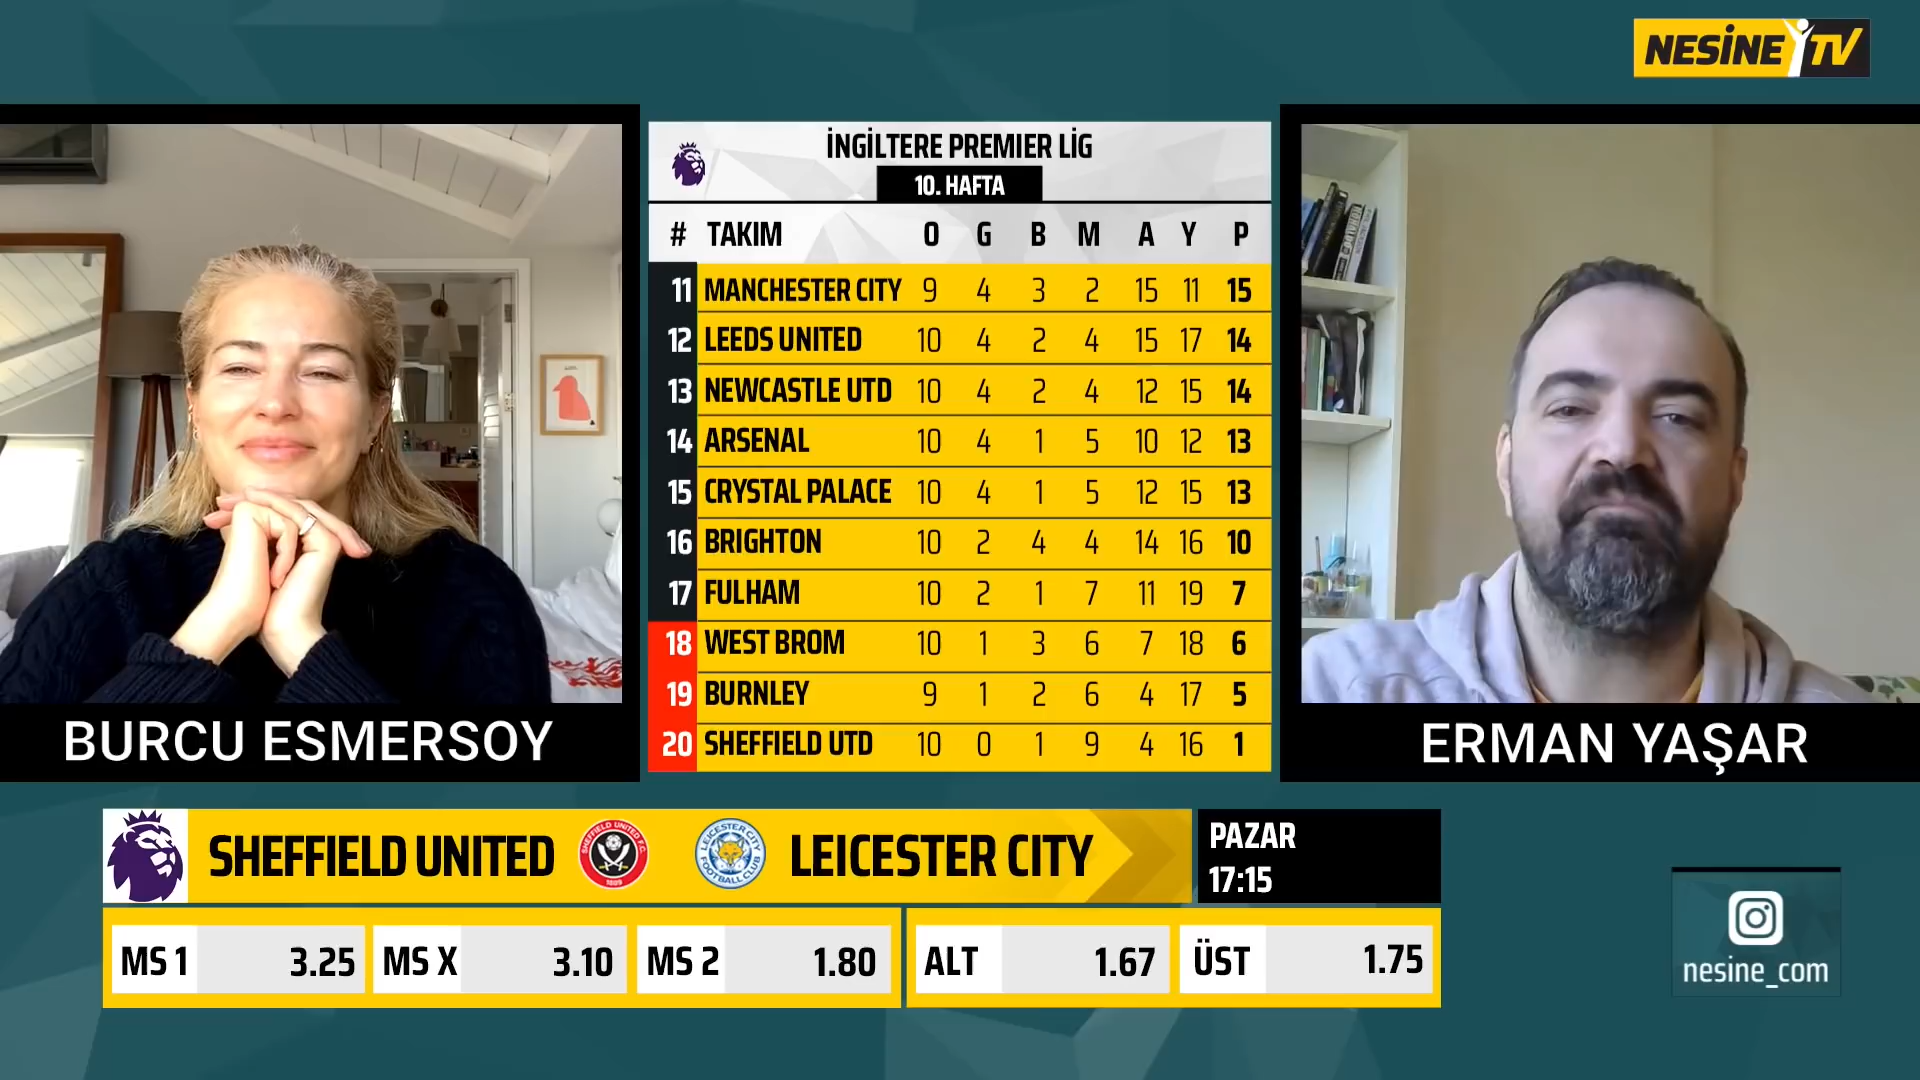 NESİNE TV
İNGİLTERE PREMIER LİG
10. HAFTA
# TAKIM O G B M A Y P
11 MANCHESTER CITY 9 4 3 2 15 11 15
12 LEEDS UNITED 10 4 2 4 15 17 14
13 NEWCASTLE UTD 10 4 2 4 12 15 14
14 ARSENAL 10 4 1 5 10 12 13
15 CRYSTAL PALACE 10 4 1 5 12 15 13
16 BRIGHTON 10 2 4 4 14 16 10
17 FULHAM 10 2 1 7 11 19 7
18 WEST BROM 10 1 3 6 7 18 6
19 BURNLEY 9 1 2 6 4 17 5
20 SHEFFIELD UTD 10 0 1 9 4 16 1
BURCU ESMERSOY
ERMAN YAŞAR
SHEFFIELD UNITED
SHEFFIELD UNITED F.C.
1889
LEICESTER CITY
FOOTBALL CLUB
LEICESTER CITY
PAZAR
17:15
MS 1 3.25 MS X 3.10 MS 2 1.80 ALT 1.67 ÜST 1.75
nesine_com